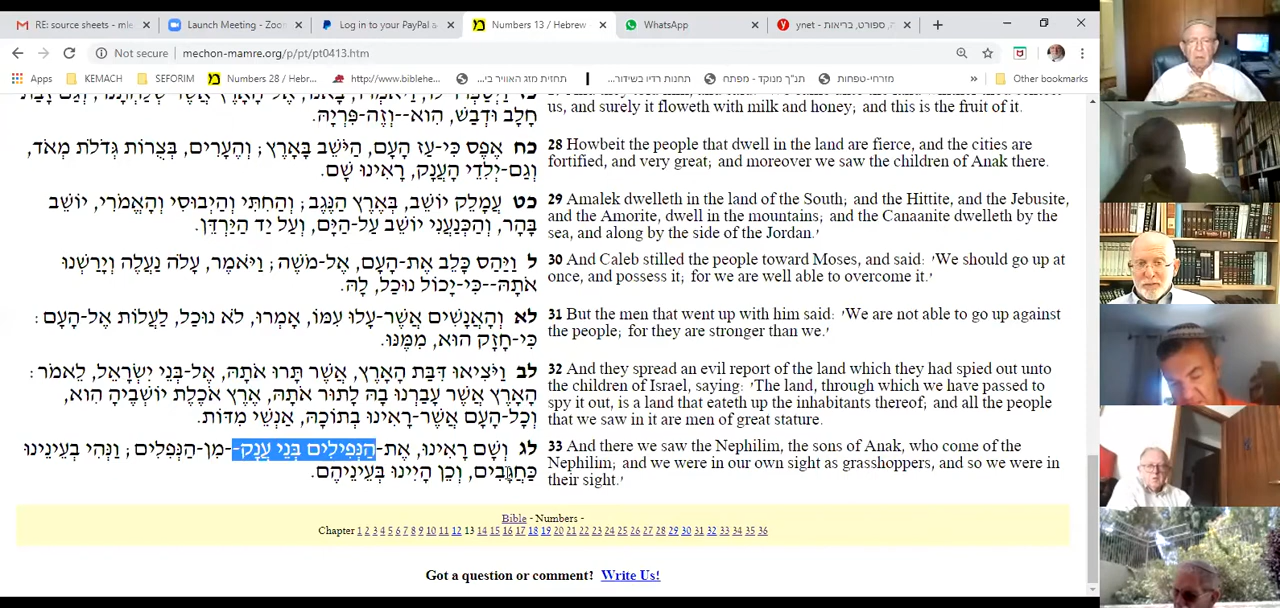 RE: source sheets - mle
Launch Meeting - Zoo
Log in to your PayPal a
Numbers 13 / Hebrew
WhatsApp
ynet - ספורט, בריאות
Not secure | mechon-mamre.org/p/pt/pt0413.htm
Apps
KEMACH
SEFORIM
Numbers 28 / Hebr...
http://www.biblehe...
תחזית מזג האוויר בי...
תחנות רדיו בשידור...
תנ"ך מנוקד - מפתח
מזרחי-טפחות
»
Other bookmarks
us, and surely it floweth with milk and honey; and this is the fruit of it.
חָלָב וּדְבַשׁ, הִוא--וְזֶה-פִּרְיָהּ.
כח אֶפֶס כִּי-עַז הָעָם, הַיֹּשֵׁב בָּאָרֶץ; וְהֶעָרִים, בְּצֻרוֹת גְּדֹלֹת מְאֹד,
וְגַם-יְלִדֵי הָעֲנָק, רָאִינוּ שָׁם.
28 Howbeit the people that dwell in the land are fierce, and the cities are
fortified, and very great; and moreover we saw the children of Anak there.
כט עֲמָלֵק יוֹשֵׁב, בְּאֶרֶץ הַנֶּגֶב; וְהַחִתִּי וְהַיְבוּסִי וְהָאֱמֹרִי, יוֹשֵׁב
בָּהָר, וְהַכְּנַעֲנִי יוֹשֵׁב עַל-הַיָּם, וְעַל יַד הַיַּרְדֵּן.
29 Amalek dwelleth in the land of the South; and the Hittite, and the Jebusite,
and the Amorite, dwell in the mountains; and the Canaanite dwelleth by the
sea, and along by the side of the Jordan.'
ל וַיַּהַס כָּלֵב אֶת-הָעָם, אֶל-מֹשֶׁה; וַיֹּאמֶר, עָלֹה נַעֲלֶה וְיָרַשְׁנוּ
אֹתָהּ--כִּי-יָכוֹל נוּכַל, לָהּ.
30 And Caleb stilled the people toward Moses, and said: 'We should go up at
once, and possess it; for we are well able to overcome it.'
לא וְהָאֲנָשִׁים אֲשֶׁר-עָלוּ עִמּוֹ, אָמְרוּ, לֹא נוּכַל, לַעֲלוֹת אֶל-הָעָם:
כִּי-חָזָק הוּא, מִמֶּנּוּ.
31 But the men that went up with him said: 'We are not able to go up against
the people; for they are stronger than we.'
לב וַיֹּצִיאוּ דִּבַּת הָאָרֶץ, אֲשֶׁר תָּרוּ אֹתָהּ, אֶל-בְּנֵי יִשְׂרָאֵל, לֵאמֹר:
הָאָרֶץ אֲשֶׁר עָבַרְנוּ בָהּ לָתוּר אֹתָהּ, אֶרֶץ אֹכֶלֶת יוֹשְׁבֶיהָ הִוא,
וְכָל-הָעָם אֲשֶׁר-רָאִינוּ בְתוֹכָהּ, אַנְשֵׁי מִדּוֹת.
32 And they spread an evil report of the land which they had spied out unto
the children of Israel, saying: 'The land, through which we have passed to
spy it out, is a land that eateth up the inhabitants thereof; and all the people
that we saw in it are men of great stature.
לג וְשָׁם רָאִינוּ, אֶת-הַנְּפִילִים בְּנֵי עֲנָק--מִן-הַנְּפִלִים; וַנְּהִי בְעֵינֵינוּ
כַּחֲגָבִים, וְכֵן הָיִינוּ בְּעֵינֵיהֶם.
33 And there we saw the Nephilim, the sons of Anak, who come of the
Nephilim; and we were in our own sight as grasshoppers, and so we were in
their sight.'
Bible - Numbers -
Chapter 1 2 3 4 5 6 7 8 9 10 11 12 13 14 15 16 17 18 19 20 21 22 23 24 25 26 27 28 29 30 31 32 33 34 35 36
Got a question or comment? Write Us!